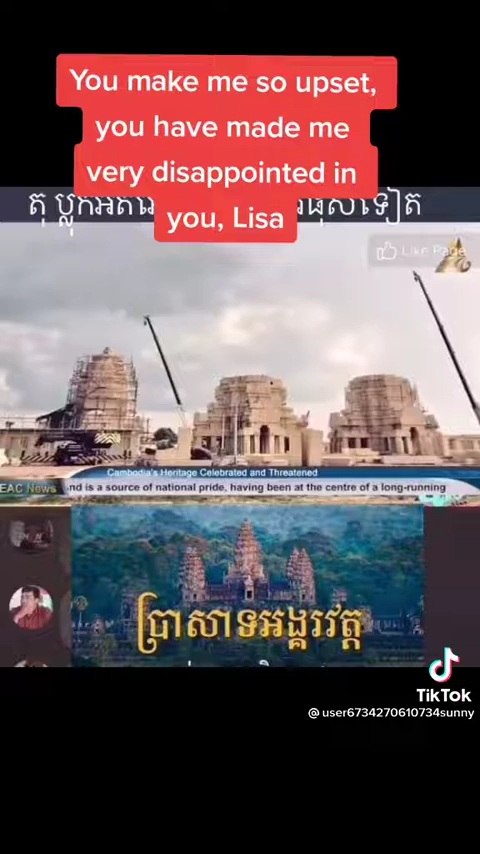 You make me so upset,
you have made me
very disappointed in
you, Lisa
តុ
Like Page
Cambodia's Heritage Celebrated and Threatened
EAC News
nd is a source of national pride, having been at the centre of a long-running
ប្រាសាទអង្គរវត្ត
TikTok
@user6734270610734sunny